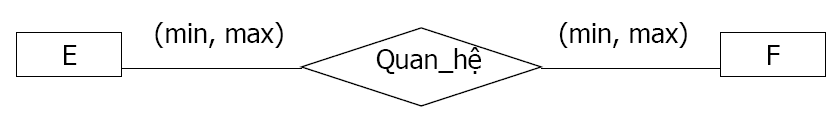 (min, max)
(min, max)
E
Quan_hệ
F